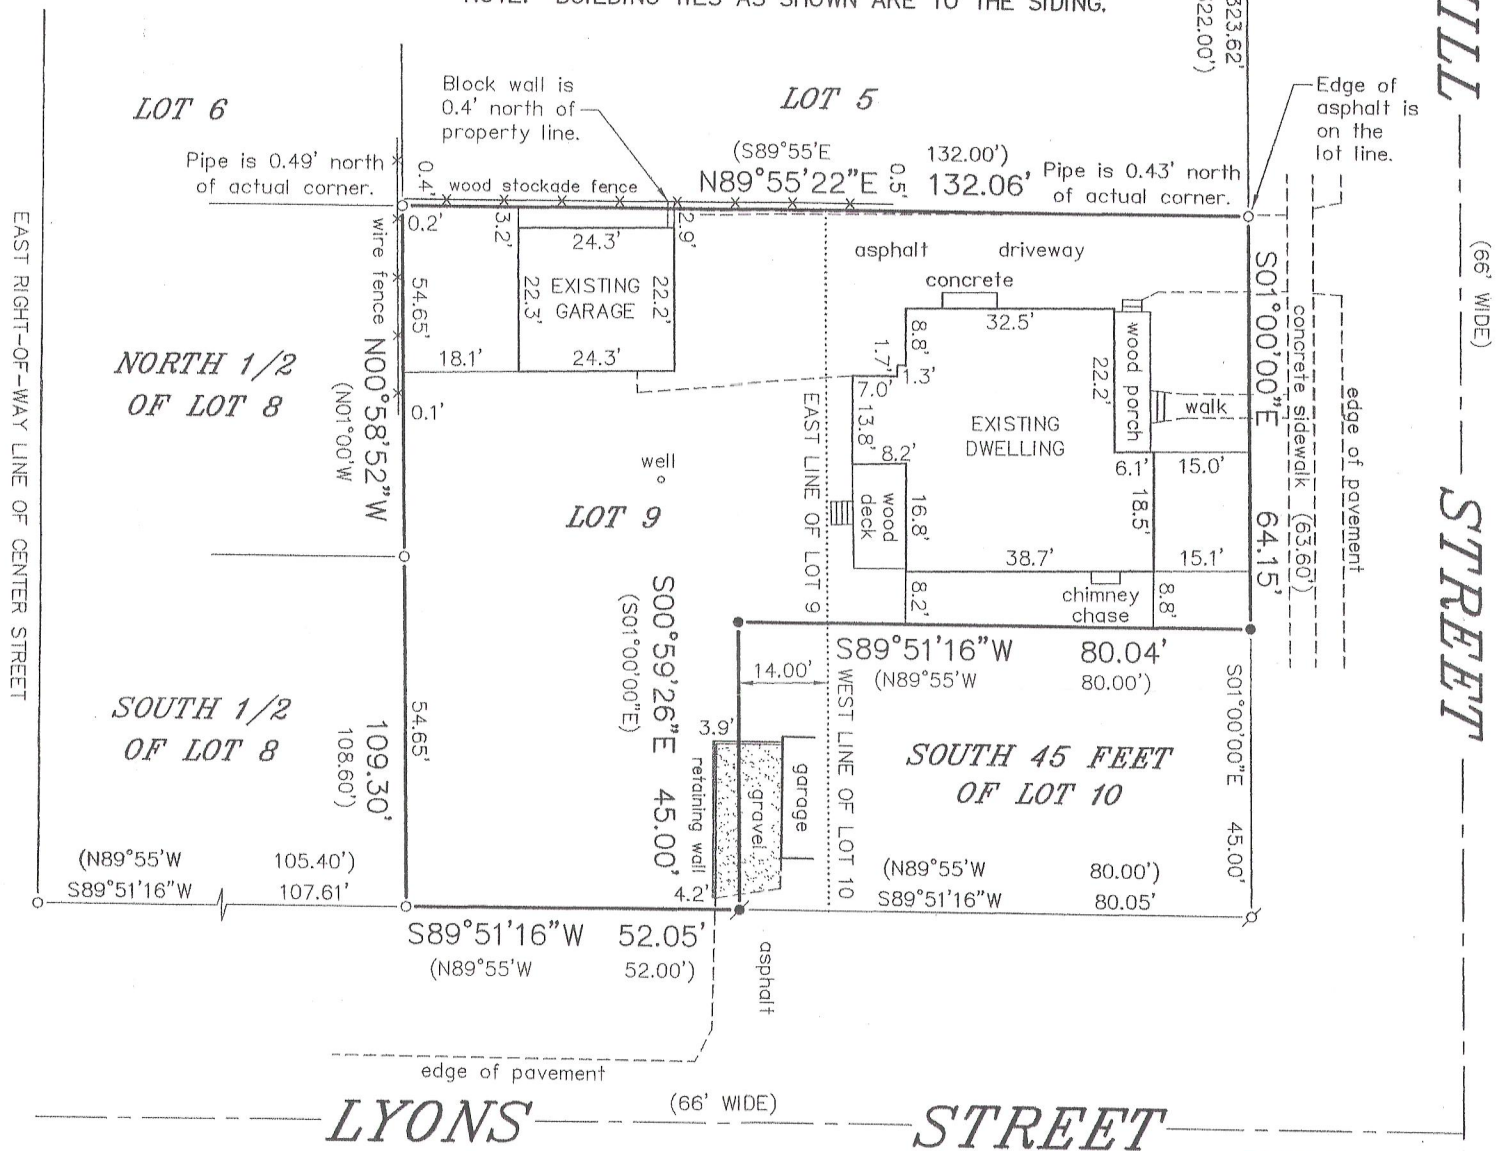 NOTE: BUILDING TIES AS SHOWN ARE TO THE SIDING.
323.62'
22.00')
LOT 6
Block wall is
0.4' north of
property line.
LOT 5
Edge of
asphalt is
on the
lot line.
Pipe is 0.49' north
of actual corner.
0.4'
wood stockade fence
(S89°55'E 132.00')
N89°55'22"E 132.06'
0.5'
Pipe is 0.43' north
of actual corner.
0.2'
3.2'
2.9'
24.3'
EXISTING
GARAGE
22.3'
22.2'
24.3'
18.1'
0.1'
wire fence
54.65'
N00°58'52"W
(N01°00'W
asphalt driveway
concrete
32.5'
8.8'
1.7'
1.3'
7.0'
13.8'
8.2'
wood porch
22.2'
walk
EXISTING
DWELLING
6.1'
15.0'
16.8'
wood
deck
18.5'
38.7'
15.1'
8.2'
chimney
chase
8.8'
S01°00'00"E 64.15'
(63.60')
concrete sidewalk
edge of pavement
(66' WIDE)
ILL STREET
EAST RIGHT-OF-WAY LINE OF CENTER STREET
NORTH 1/2
OF LOT 8
well
LOT 9
EAST LINE OF LOT 9
S00°59'26"E 45.00'
(S01°00'00"E)
S89°51'16"W 80.04'
(N89°55'W 80.00')
14.00'
WEST LINE OF LOT 10
S01°00'00"E 45.00'
SOUTH 1/2
OF LOT 8
54.65'
109.30'
108.60')
3.9'
retaining wall
gravel
garage
4.2'
SOUTH 45 FEET
OF LOT 10
(N89°55'W 105.40')
S89°51'16"W 107.61'
(N89°55'W 80.00')
S89°51'16"W 80.05'
S89°51'16"W 52.05'
(N89°55'W 52.00')
asphalt
edge of pavement
(66' WIDE)
LYONS STREET